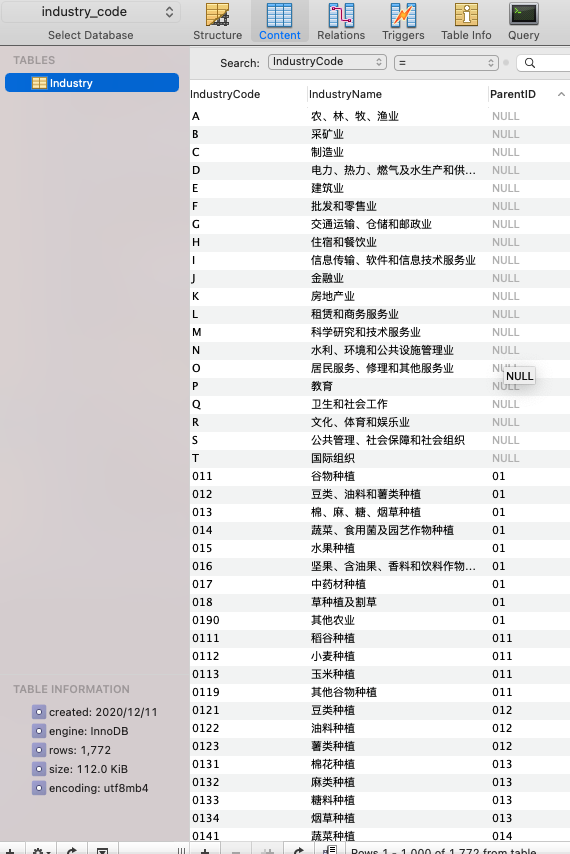 industry_code
Select Database
Structure Content Relations Triggers Table Info Query
TABLES
Industry
Search: IndustryCode =
IndustryCode IndustryName ParentID
A 农、林、牧、渔业 NULL
B 采矿业 NULL
C 制造业 NULL
D 电力、热力、燃气及水生产和供... NULL
E 建筑业 NULL
F 批发和零售业 NULL
G 交通运输、仓储和邮政业 NULL
H 住宿和餐饮业 NULL
I 信息传输、软件和信息技术服务业 NULL
J 金融业 NULL
K 房地产业 NULL
L 租赁和商务服务业 NULL
M 科学研究和技术服务业 NULL
N 水利、环境和公共设施管理业 NULL
O 居民服务、修理和其他服务业 NULL
NULL
P 教育 NULL
Q 卫生和社会工作 NULL
R 文化、体育和娱乐业 NULL
S 公共管理、社会保障和社会组织 NULL
T 国际组织 NULL
011 谷物种植 01
012 豆类、油料和薯类种植 01
013 棉、麻、糖、烟草种植 01
014 蔬菜、食用菌及园艺作物种植 01
015 水果种植 01
016 坚果、含油果、香料和饮料作物... 01
017 中药材种植 01
018 草种植及割草 01
0190 其他农业 01
0111 稻谷种植 011
0112 小麦种植 011
0113 玉米种植 011
0119 其他谷物种植 011
0121 豆类种植 012
0122 油料种植 012
0123 薯类种植 012
0131 棉花种植 013
0132 麻类种植 013
0133 糖料种植 013
0134 烟草种植 013
0141 蔬菜种植 014
TABLE INFORMATION
created: 2020/12/11
engine: InnoDB
rows: 1,772
size: 112.0 KiB
encoding: utf8mb4
Rows 1 - 1,000 of 1,772 from table